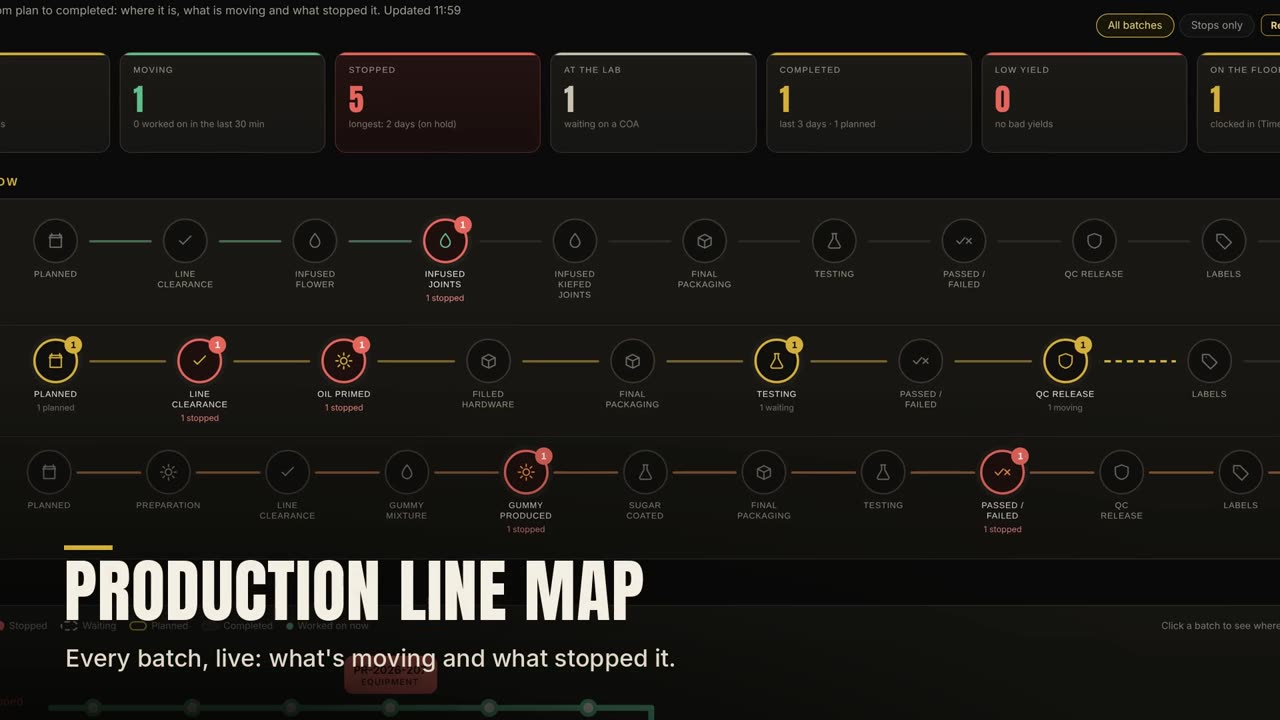 om plan to completed: where it is, what is moving and what stopped it. Updated 11:59
All batches
Stops only
Re
MOVING
1
0 worked on in the last 30 min
STOPPED
5
longest: 2 days (on hold)
AT THE LAB
1
waiting on a COA
COMPLETED
1
last 3 days · 1 planned
LOW YIELD
0
no bad yields
ON THE FLOOR
1
clocked in (Time
s
OW
PLANNED
LINE
CLEARANCE
INFUSED
FLOWER
1
INFUSED
JOINTS
1 stopped
INFUSED
KIEFED
JOINTS
FINAL
PACKAGING
TESTING
PASSED /
FAILED
QC RELEASE
LABELS
1
PLANNED
1 planned
1
LINE
CLEARANCE
1 stopped
1
OIL PRIMED
1 stopped
FILLED
HARDWARE
FINAL
PACKAGING
1
TESTING
1 waiting
PASSED /
FAILED
1
QC RELEASE
1 moving
LABELS
PLANNED
PREPARATION
LINE
CLEARANCE
GUMMY
MIXTURE
1
GUMMY
PRODUCED
1 stopped
SUGAR
COATED
FINAL
PACKAGING
TESTING
1
PASSED /
FAILED
1 stopped
QC
RELEASE
LABELS
PRODUCTION LINE MAP
Stopped
Waiting
Planned
Completed
Worked on now
Click a batch to see where
Every batch, live: what's moving and what stopped it.
EQUIPMENT